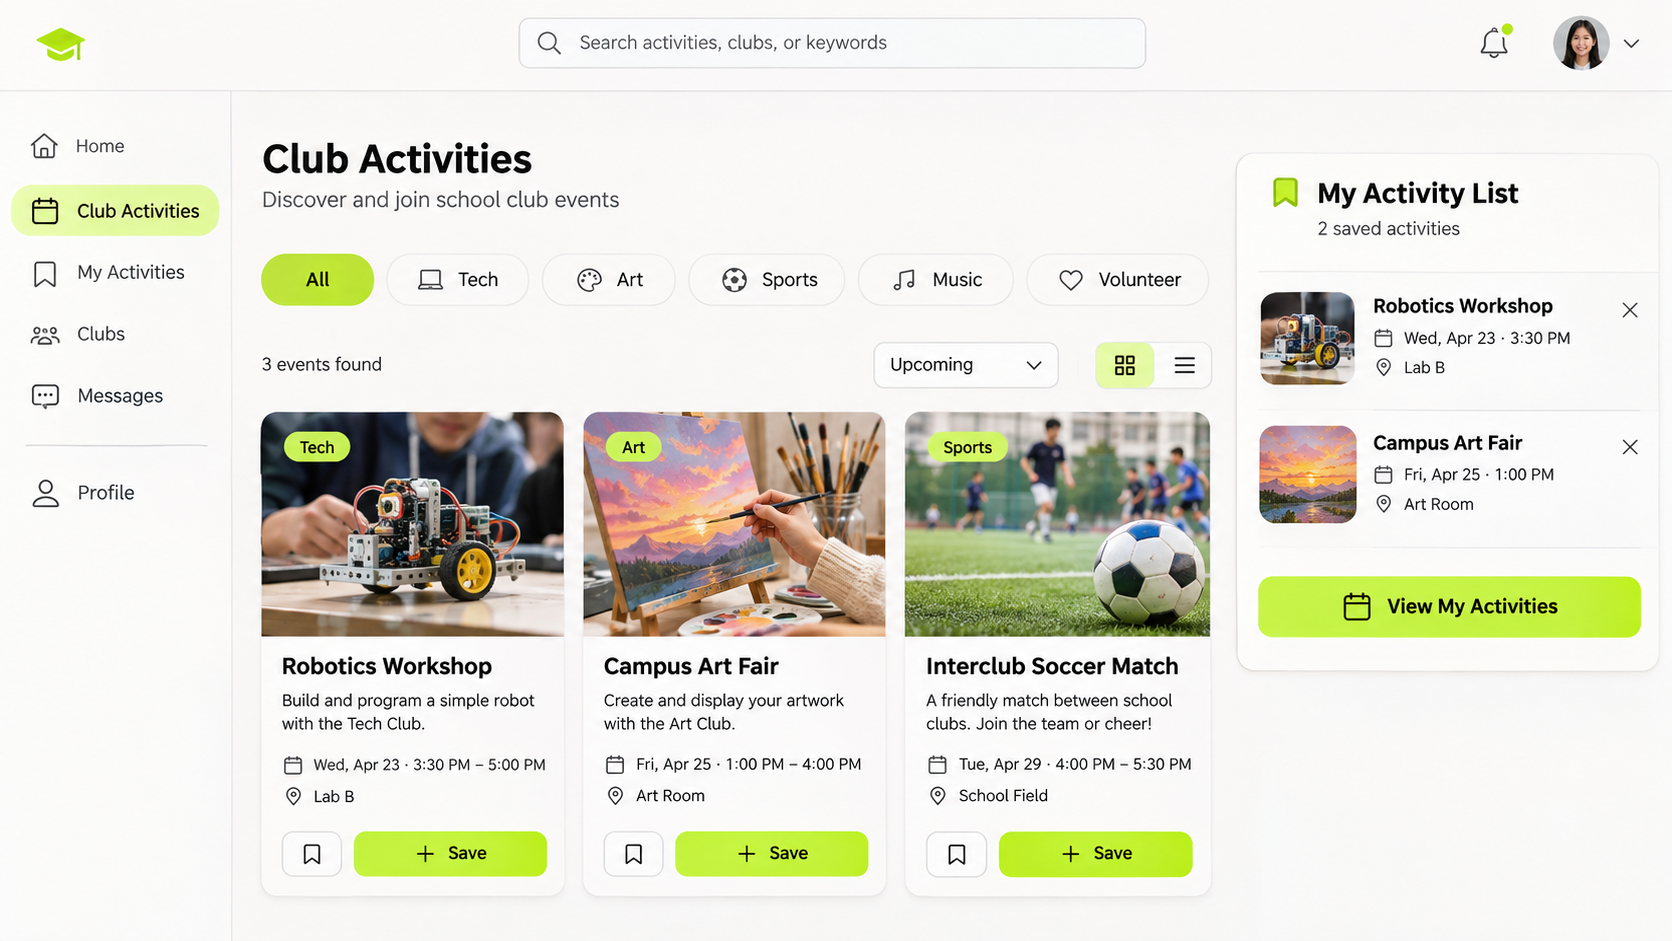 Search activities, clubs, or keywords
Home
Club Activities
My Activities
Clubs
Messages
Profile
Club Activities
Discover and join school club events
All
Tech
Art
Sports
Music
Volunteer
3 events found
Upcoming
Tech
Robotics Workshop
Build and program a simple robot
with the Tech Club.
Wed, Apr 23 · 3:30 PM – 5:00 PM
Lab B
+ Save
Art
Campus Art Fair
Create and display your artwork
with the Art Club.
Fri, Apr 25 · 1:00 PM – 4:00 PM
Art Room
+ Save
Sports
Interclub Soccer Match
A friendly match between school
clubs. Join the team or cheer!
Tue, Apr 29 · 4:00 PM – 5:30 PM
School Field
+ Save
My Activity List
2 saved activities
Robotics Workshop
Wed, Apr 23 · 3:30 PM
Lab B
Campus Art Fair
Fri, Apr 25 · 1:00 PM
Art Room
View My Activities